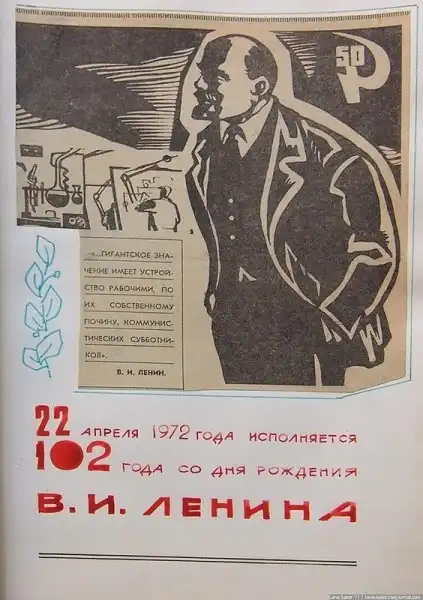 50
«...ГИГАНТСКОЕ ЗНА-
ЧЕНИЕ ИМЕЕТ УСТРОЙ-
СТВО РАБОЧИМИ, ПО
ИХ СОБСТВЕННОМУ
ПОЧИНУ, КОММУНИС-
ТИЧЕСКИХ СУББОТНИ-
КОВ».
В. И. ЛЕНИН.
22 АПРЕЛЯ 1972 ГОДА ИСПОЛНЯЕТСЯ
102 ГОДА СО ДНЯ РОЖДЕНИЯ
В. И. ЛЕНИНА